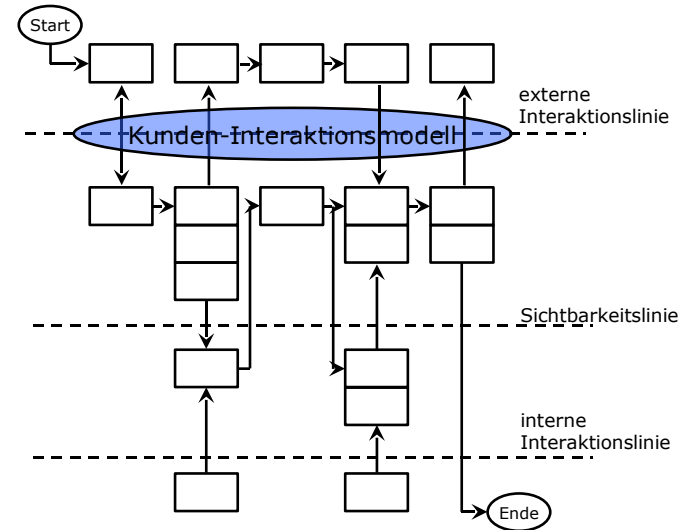 Start
externe
Interaktionslinie
Kunden-Interaktionsmodell
Sichtbarkeitslinie
interne
Interaktionslinie
Ende